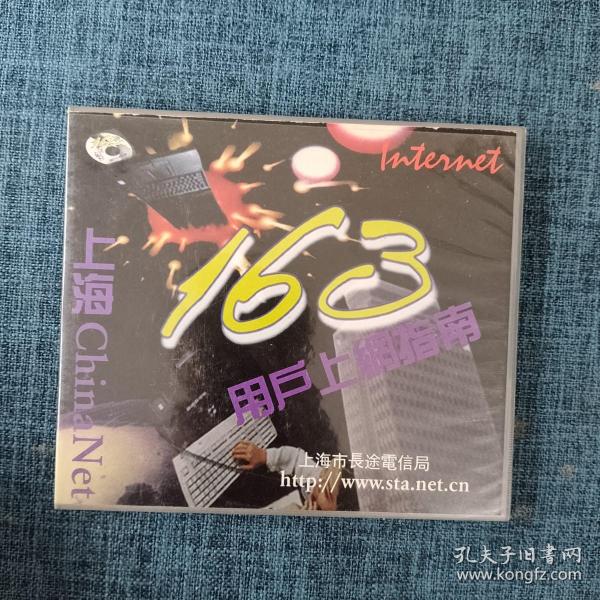 Internet
163
用戶上網指南
上海 ChinaNet
上海市長途電信局
http://www.sta.net.cn
孔夫子旧書网
www.kongfz.com